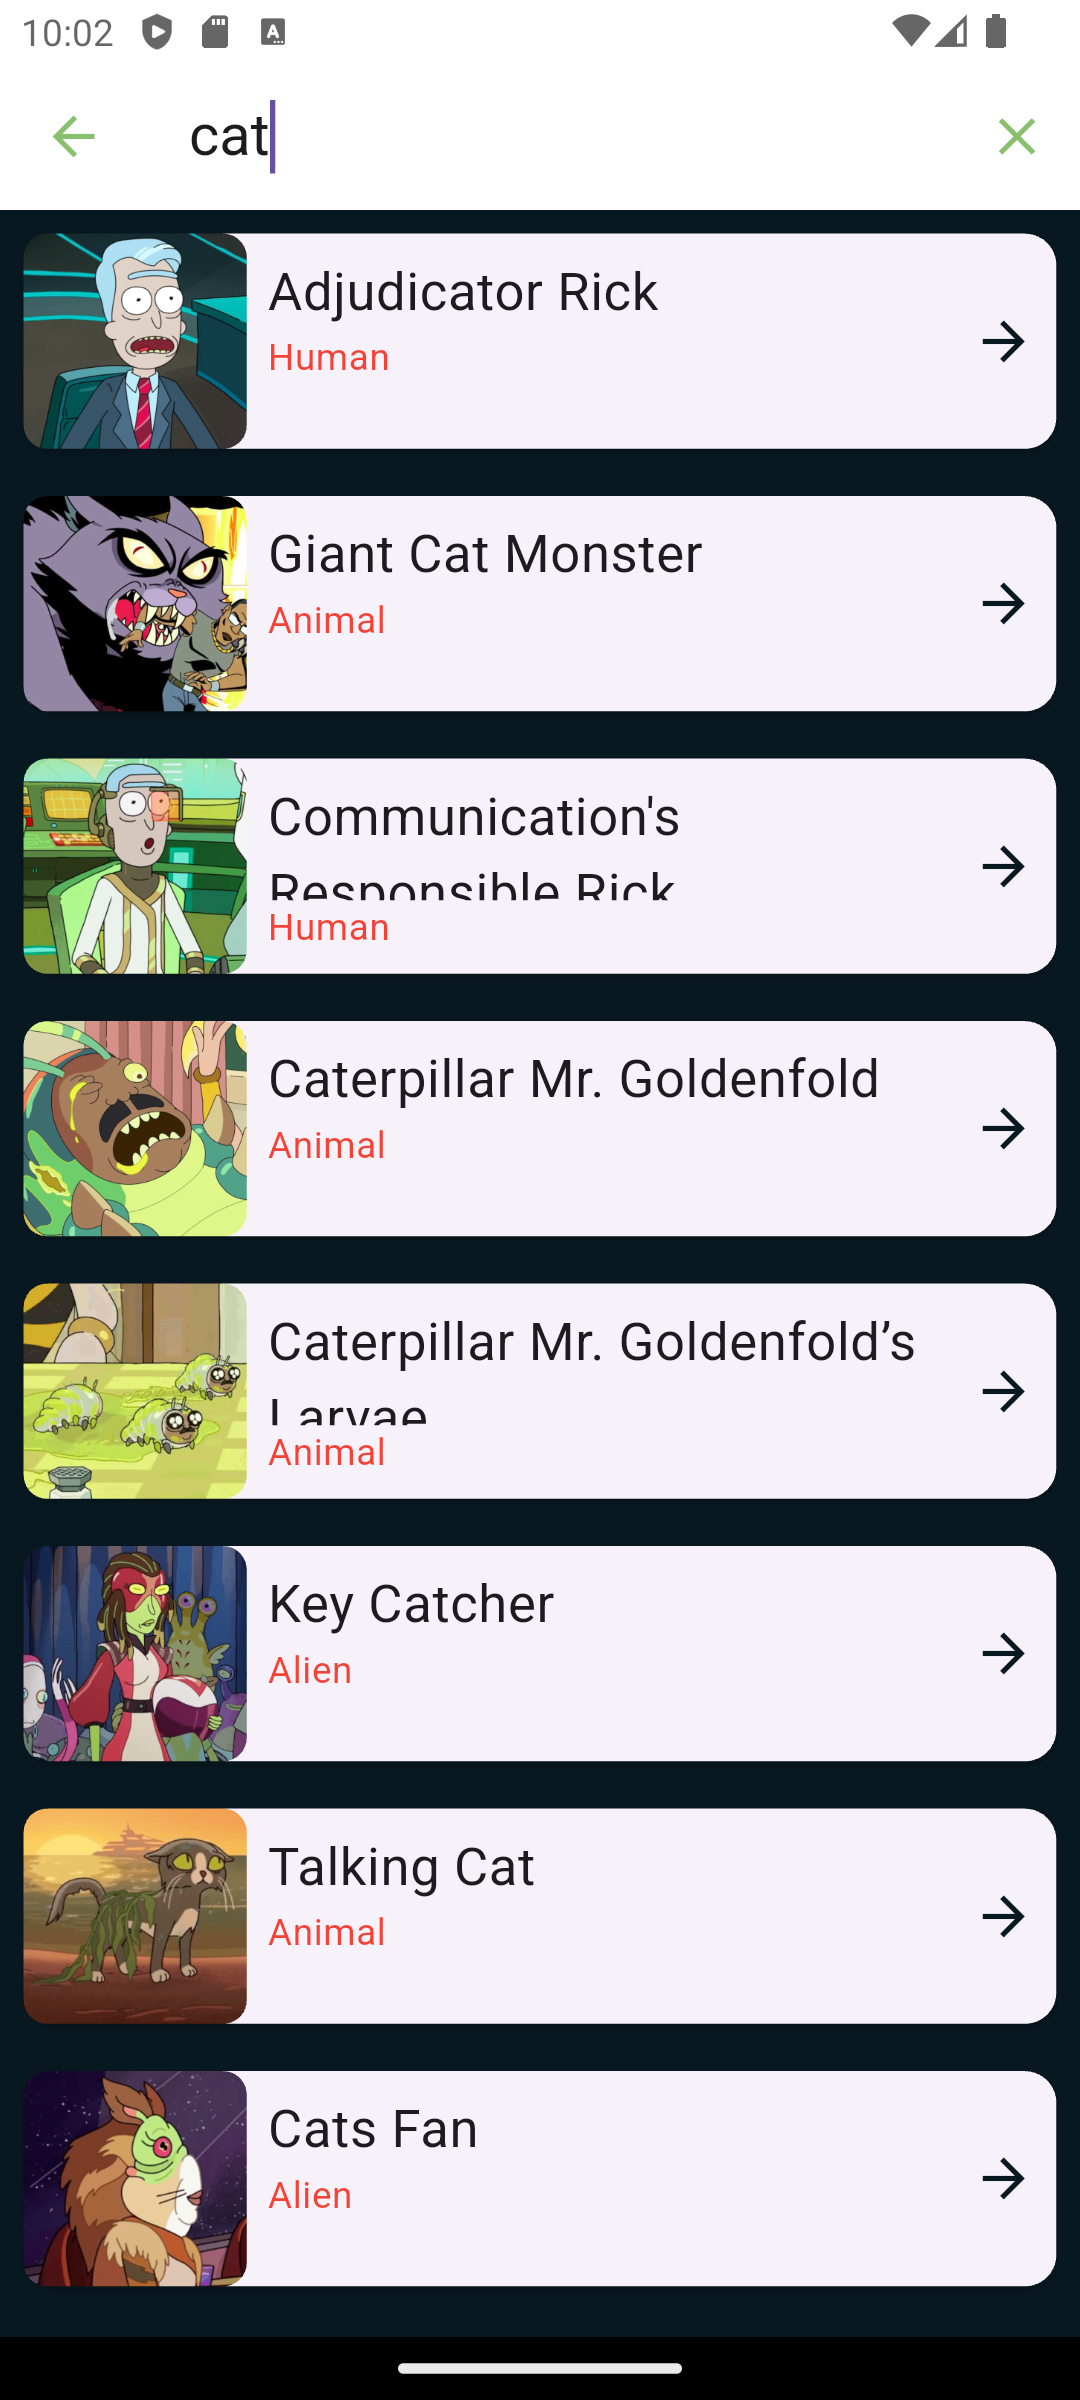 10:02
cat
Adjudicator Rick
Human
Giant Cat Monster
Animal
Communication's
Responsible Rick
Human
Caterpillar Mr. Goldenfold
Animal
Caterpillar Mr. Goldenfold’s
Larvae
Animal
Key Catcher
Alien
Talking Cat
Animal
Cats Fan
Alien